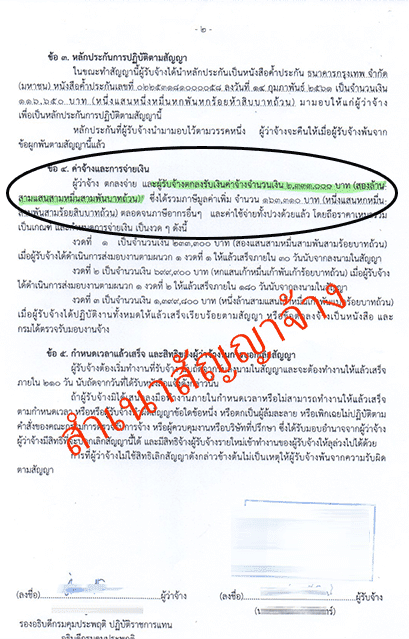 - ๒ -
ข้อ ๓. หลักประกันการปฏิบัติตามสัญญา
ในขณะทำสัญญานี้ผู้รับจ้างได้นำหลักประกันเป็นหนังสือค้ำประกัน ธนาคารกรุงเทพ จำกัด
(มหาชน) หนังสือค้ำประกันเลขที่ ลงวันที่ ๑๔ กุมภาพันธ์ ๒๕๖๑ เป็นจำนวนเงิน
๑๑๖,๖๕๐ บาท (หนึ่งแสนหนึ่งหมื่นหกพันหกร้อยห้าสิบบาทถ้วน) มามอบให้แก่ผู้ว่าจ้าง
เพื่อเป็นหลักประกันการปฏิบัติตามสัญญานี้
หลักประกันที่ผู้รับจ้างนำมามอบไว้ตามวรรคหนึ่ง ผู้ว่าจ้างจะคืนให้เมื่อผู้รับจ้างพ้นจาก
ข้อผูกพันตามสัญญานี้แล้ว
ข้อ ๔. ค่าจ้างและการจ่ายเงิน
ผู้ว่าจ้าง ตกลงจ่าย และผู้รับจ้างตกลงรับเงินค่าจ้างจำนวนเงิน ๒,๓๓๓,๐๐๐ บาท (สองล้าน
สามแสนสามหมื่นสามพันบาทถ้วน) ซึ่งได้รวมภาษีมูลค่าเพิ่ม จำนวน ๑๖๓,๓๑๐ บาท (หนึ่งแสนหกหมื่น
สามพันสามร้อยสิบบาทถ้วน) ตลอดจนภาษีอากรอื่นๆ และค่าใช้จ่ายทั้งปวงด้วยแล้ว โดยถือราคาเหมารวม
เป็นเกณฑ์ และกำหนดการจ่ายเงิน เป็นงวด ๆ ดังนี้
งวดที่ ๑ เป็นจำนวนเงิน ๒๓๓,๓๐๐ บาท (สองแสนสามหมื่นสามพันสามร้อยบาทถ้วน)
เมื่อผู้รับจ้างได้ดำเนินการส่งมอบงานตามผนวก ๑ งวดที่ ๑ ให้แล้วเสร็จภายใน ๓๐ วันนับจากลงนามในสัญญา
งวดที่ ๒ เป็นจำนวนเงิน ๖๙๙,๙๐๐ บาท (หกแสนเก้าหมื่นเก้าพันเก้าร้อยบาทถ้วน) เมื่อผู้รับจ้าง
ได้ดำเนินการส่งมอบงานตามผนวก ๑ งวดที่ ๒ ให้แล้วเสร็จภายใน ๑๘๐ วันนับจากลงนามในสัญญา
งวดที่ ๓ เป็นจำนวนเงิน ๑,๓๙๙,๘๐๐ บาท (หนึ่งล้านสามแสนเก้าหมื่นเก้าพันแปดร้อยบาทถ้วน)
เมื่อผู้รับจ้างได้ปฏิบัติงานทั้งหมดให้แล้วเสร็จเรียบร้อยตามสัญญา หรือข้อตกลงจ้างเป็นหนังสือ และ
กรมได้ตรวจรับมอบงานจ้าง
ข้อ ๕. กำหนดเวลาแล้วเสร็จ และสิทธิของผู้ว่าจ้างในการบอกเลิกสัญญา
ผู้รับจ้างต้องเริ่มทำงานที่รับจ้าง ลงนามในสัญญาและจะต้องทำงานให้แล้วเสร็จ
ภายใน ๒๑๐ วัน นับถัดจากวันที่ได้รับ ดังกล่าวนั้น
ถ้าผู้รับจ้างมิได้ ภายในกำหนดเวลาหรือไม่สามารถทำงานให้แล้วเสร็จ
ตามกำหนดเวลา หรือ ผิดสัญญาข้อใดข้อหนึ่ง หรือตกเป็นผู้ล้มละลาย หรือเพิกเฉยไม่ปฏิบัติตาม
คำสั่งของคณะกรรมการตรวจ การจ้าง หรือผู้ควบคุมงานหรือบริษัทที่ปรึกษา ซึ่งได้รับมอบอำนาจจากผู้ว่าจ้าง
ผู้ว่าจ้างมีสิทธิที่จะบอกเลิกสัญญานี้ได้ และมีสิทธิจ้างผู้รับจ้างรายใหม่เข้าทำงานของผู้รับจ้างให้ลุล่วงไปได้ด้วย
การที่ผู้ว่าจ้างไม่ใช้สิทธิเลิกสัญญาดังกล่าวข้างต้นไม่เป็นเหตุให้ผู้รับจ้างพ้นจากความรับผิด
ตามสัญญา
สำเนาสัญญาจ้าง
(ลงชื่อ) ผู้ว่าจ้าง (ลงชื่อ) ผู้รับจ้าง
รองอธิบดีกรมคุมประพฤติ ปฏิบัติราชการแทน
อธิบดีกรมคุมประพฤติ